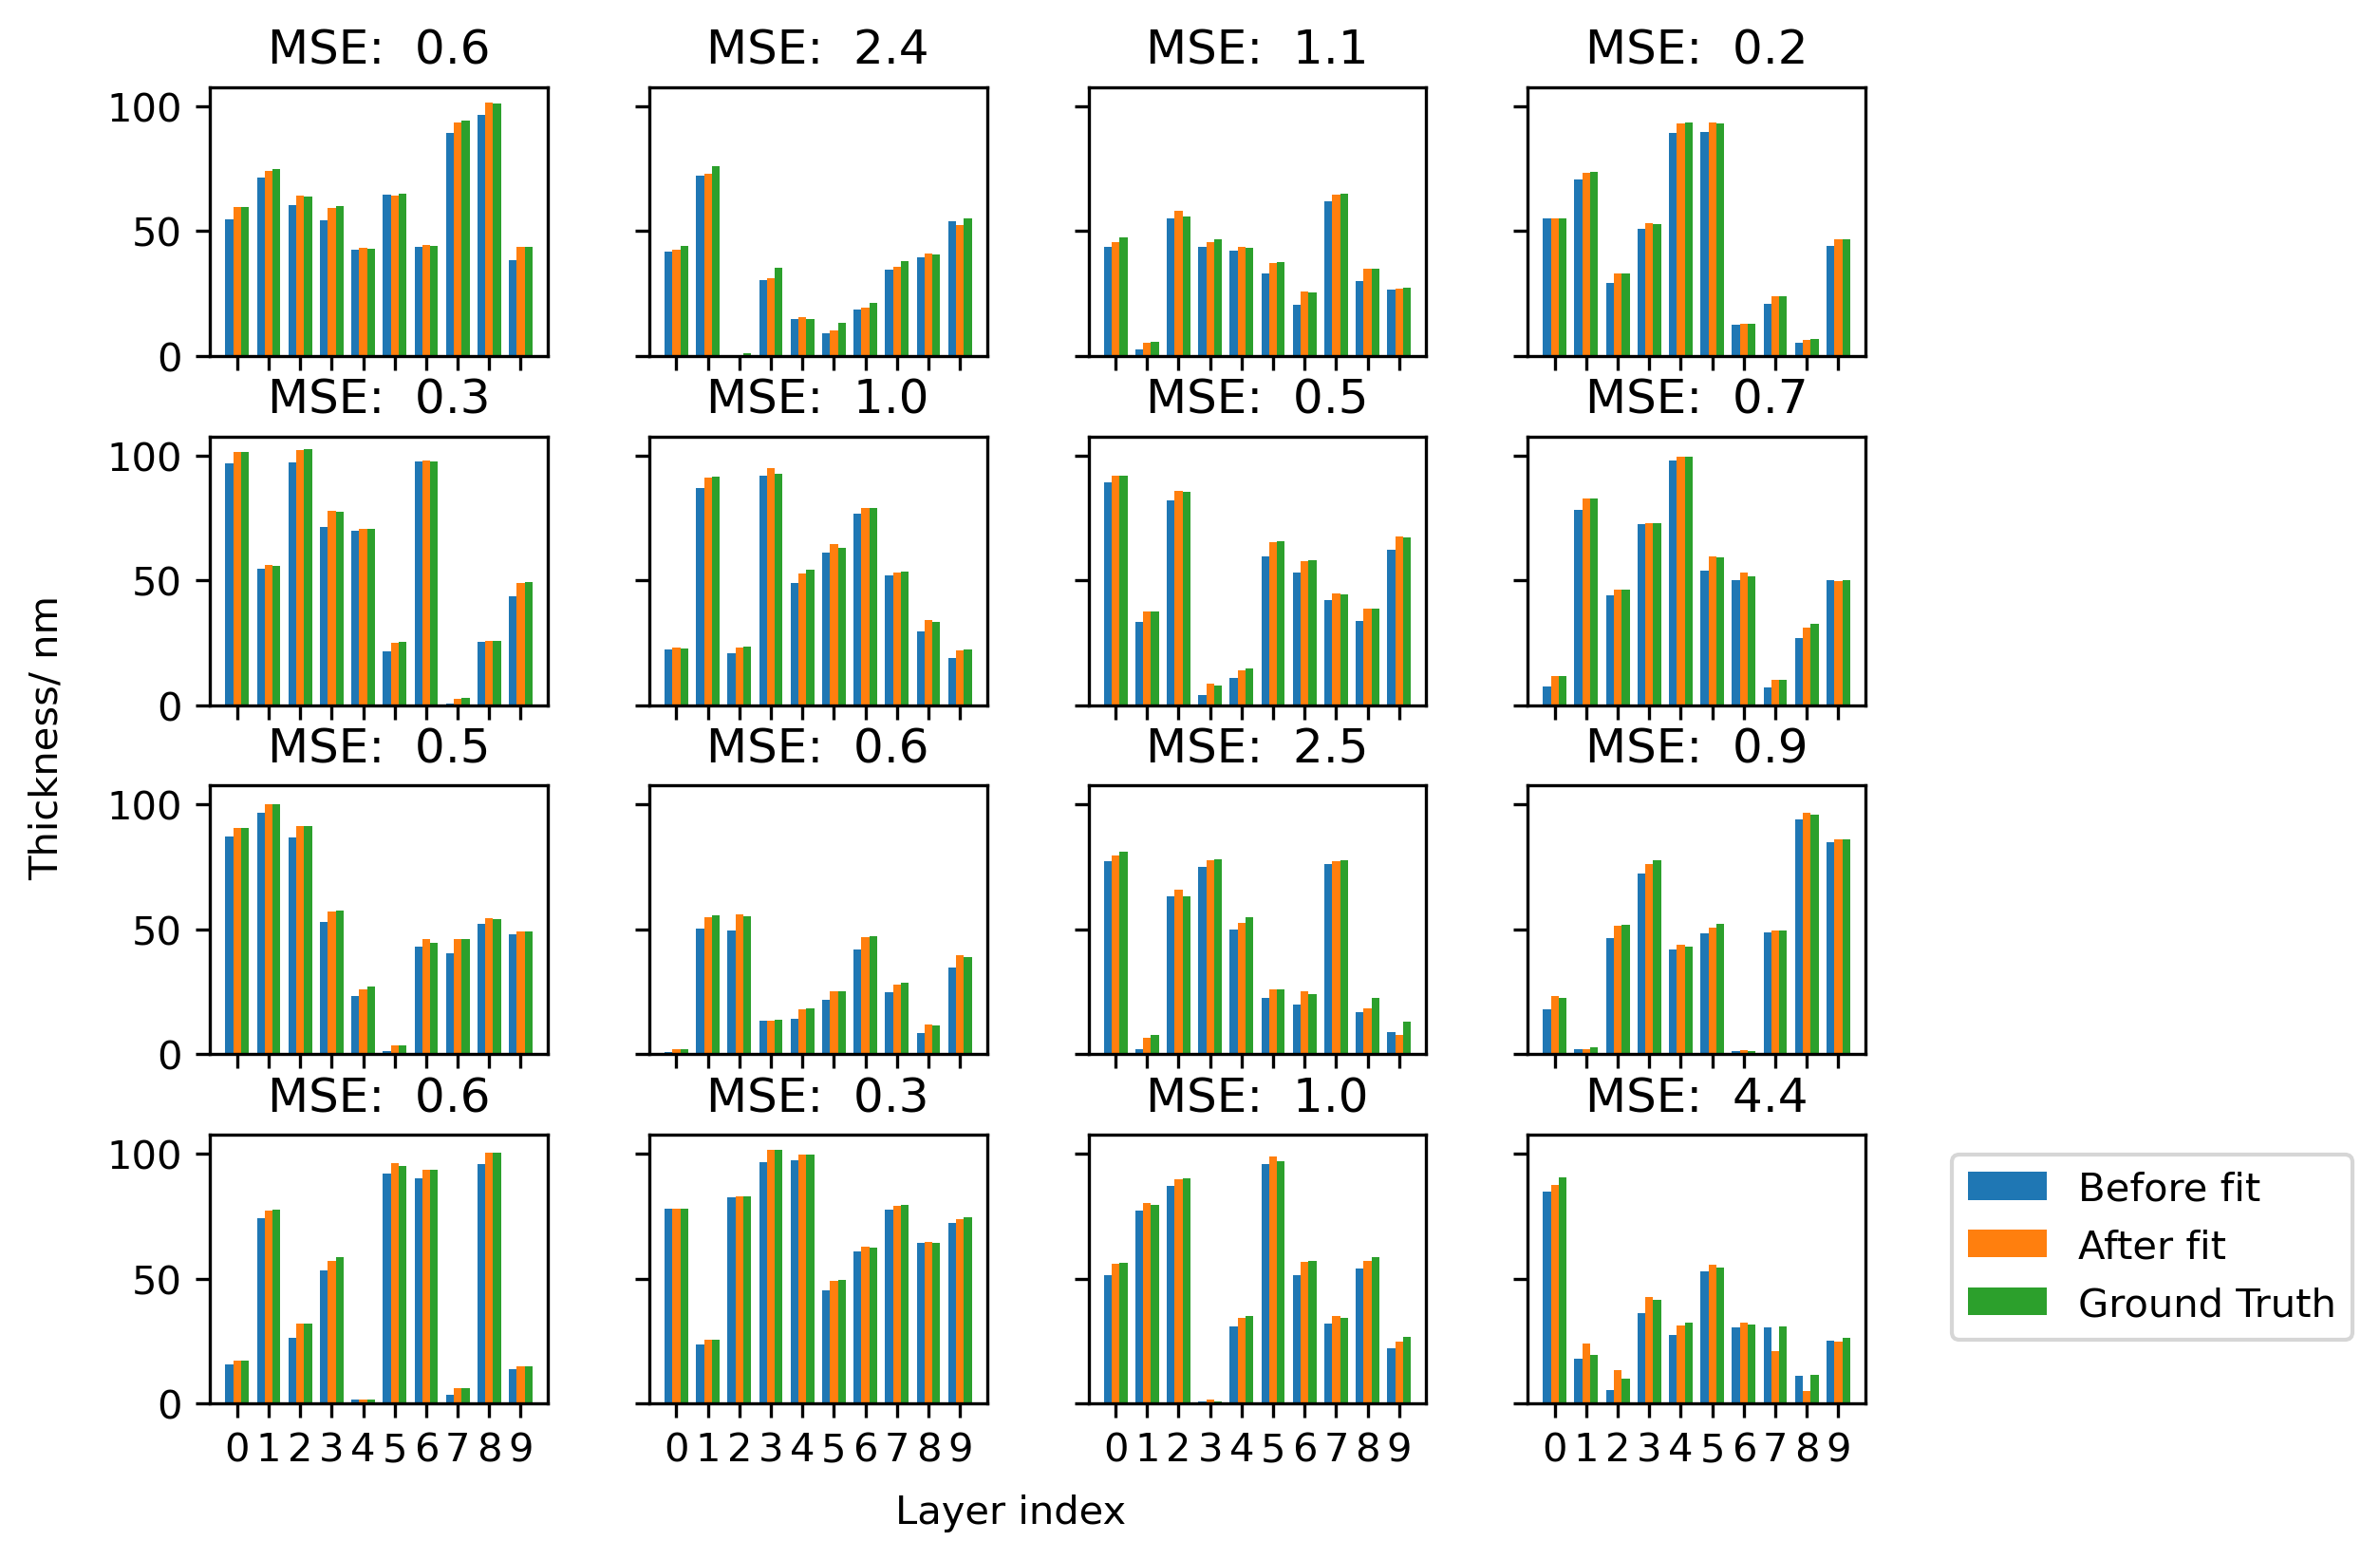 MSE:  0.6
MSE:  2.4
MSE:  1.1
MSE:  0.2
100
50
0
MSE:  0.3
MSE:  1.0
MSE:  0.5
MSE:  0.7
100
50
0
Thickness/ nm
MSE:  0.5
MSE:  0.6
MSE:  2.5
MSE:  0.9
100
50
0
MSE:  0.6
MSE:  0.3
MSE:  1.0
MSE:  4.4
100
50
0
0 1 2 3 4 5 6 7 8 9
0 1 2 3 4 5 6 7 8 9
0 1 2 3 4 5 6 7 8 9
0 1 2 3 4 5 6 7 8 9
Layer index
Before fit
After fit
Ground Truth